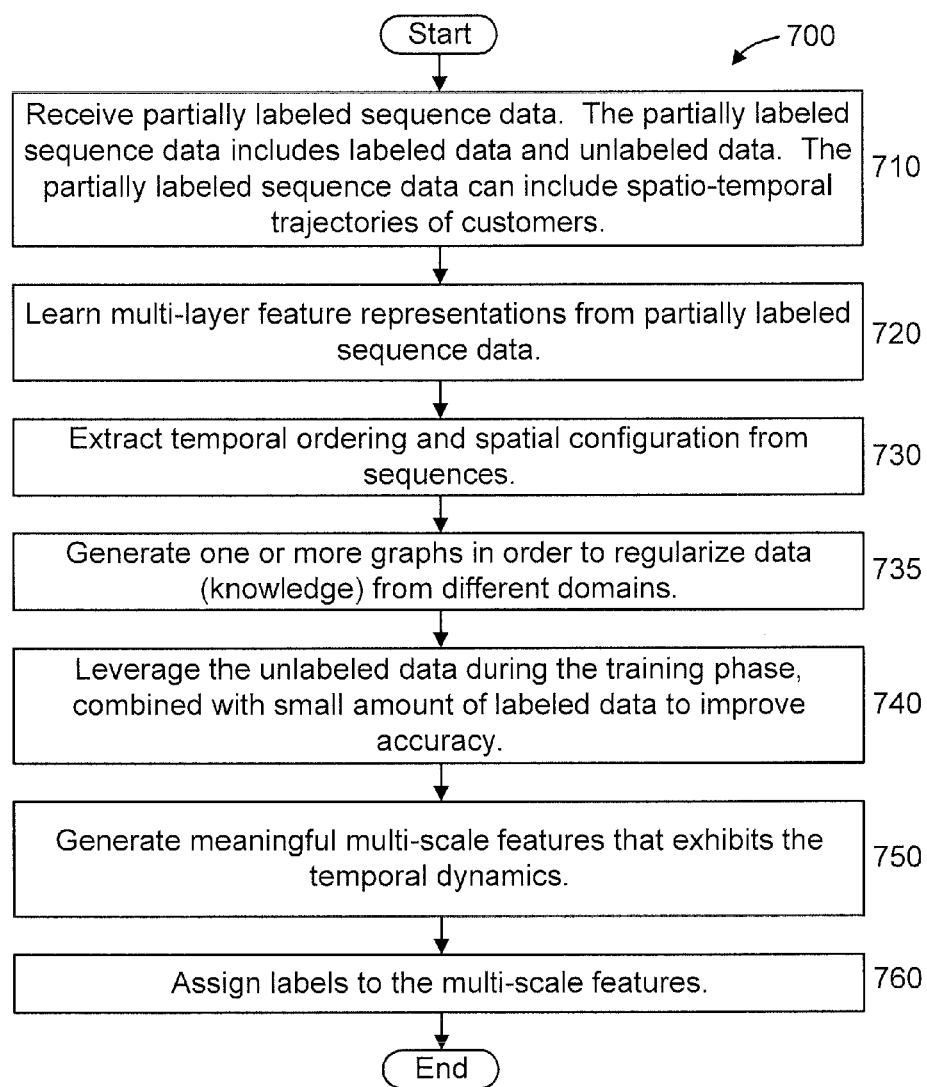 Start
700
Receive partially labeled sequence data. The partially labeled
sequence data includes labeled data and unlabeled data. The
partially labeled sequence data can include spatio-temporal
trajectories of customers.
710
Learn multi-layer feature representations from partially labeled
sequence data.
720
Extract temporal ordering and spatial configuration from
sequences.
730
Generate one or more graphs in order to regularize data
(knowledge) from different domains.
735
Leverage the unlabeled data during the training phase,
combined with small amount of labeled data to improve
accuracy.
740
Generate meaningful multi-scale features that exhibits the
temporal dynamics.
750
Assign labels to the multi-scale features.
760
End